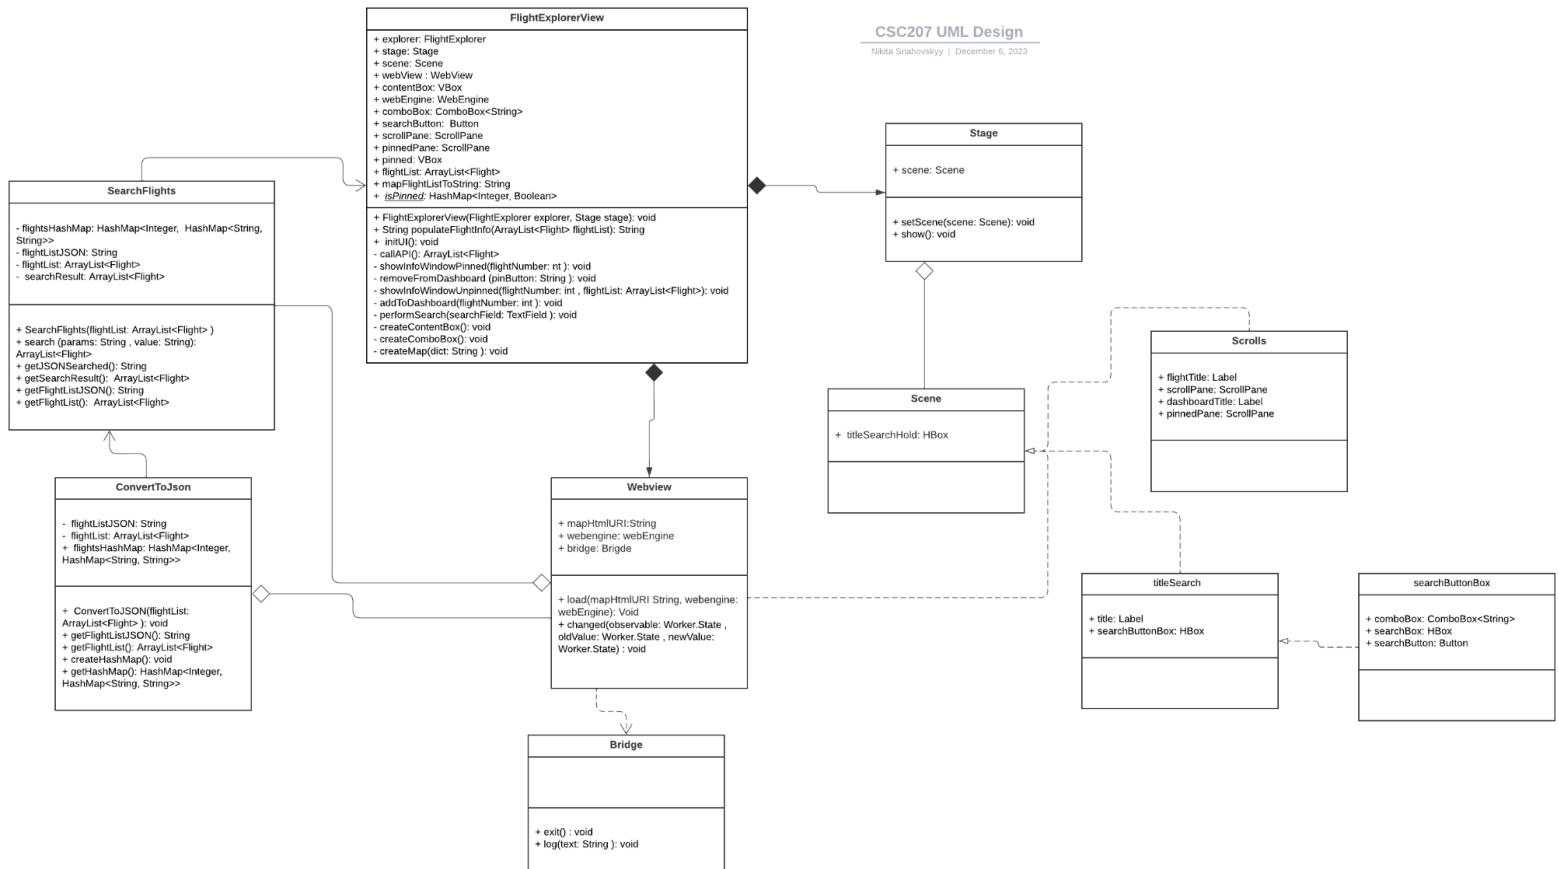 FlightExplorerView
+ explorer: FlightExplorer
+ stage: Stage
+ scene: Scene
+ webView : WebView
+ contentBox: VBox
+ webEngine: WebEngine
+ comboBox: ComboBox<String>
+ searchButton:  Button
+ scrollPane: ScrollPane
+ pinnedPane: ScrollPane
+ pinned: VBox
+ flightList: ArrayList<Flight>
+ mapFlightListToString: String
+ isPinned: HashMap<Integer, Boolean>
+ FlightExplorerView(FlightExplorer explorer, Stage stage): void
+ String populateFlightInfo(ArrayList<Flight> flightList): String
+ initUI(): void
- callAPI(): ArrayList<Flight>
- showInfoWindowPinned(flightNumber: nt ): void
- removeFromDashboard (pinButton: String ): void
- showInfoWindowUnpinned(flightNumber: int , flightList: ArrayList<Flight>): void
- addToDashboard(flightNumber: int ): void
- performSearch(searchField: TextField ): void
- createContentBox(): void
- createComboBox(): void
- createMap(dict: String ): void
CSC207 UML Design
Nikita Snahovskyy | December 6, 2023
Stage
+ scene: Scene
+ setScene(scene: Scene): void
+ show(): void
SearchFlights
- flightsHashMap: HashMap<Integer, HashMap<String,
String>>
- flightListJSON: String
- flightList: ArrayList<Flight>
- searchResult: ArrayList<Flight>
+ SearchFlights(flightList: ArrayList<Flight> )
+ search (params: String , value: String):
ArrayList<Flight>
+ getJSONSearched(): String
+ getSearchResult(): ArrayList<Flight>
+ getFlightListJSON(): String
+ getFlightList(): ArrayList<Flight>
Scrolls
+ flightTitle: Label
+ scrollPane: ScrollPane
+ dashboardTitle: Label
+ pinnedPane: ScrollPane
Scene
+ titleSearchHold: HBox
ConvertToJson
- flightListJSON: String
- flightList: ArrayList<Flight>
+ flightsHashMap: HashMap<Integer,
HashMap<String, String>>
+ ConvertToJSON(flightList:
ArrayList<Flight> ): void
+ getFlightListJSON(): String
+ getFlightList(): ArrayList<Flight>
+ createHashMap(): void
+ getHashMap(): HashMap<Integer,
HashMap<String, String>>
Webview
+ mapHtmlURI:String
+ webengine: webEngine
+ bridge: Brigde
+ load(mapHtmlURI String, webengine:
webEngine): Void
+ changed(observable: Worker.State ,
oldValue: Worker.State , newValue:
Worker.State) : void
titleSearch
+ title: Label
+ searchButtonBox: HBox
searchButtonBox
+ comboBox: ComboBox<String>
+ searchBox: HBox
+ searchButton: Button
Bridge
+ exit() : void
+ log(text: String ): void